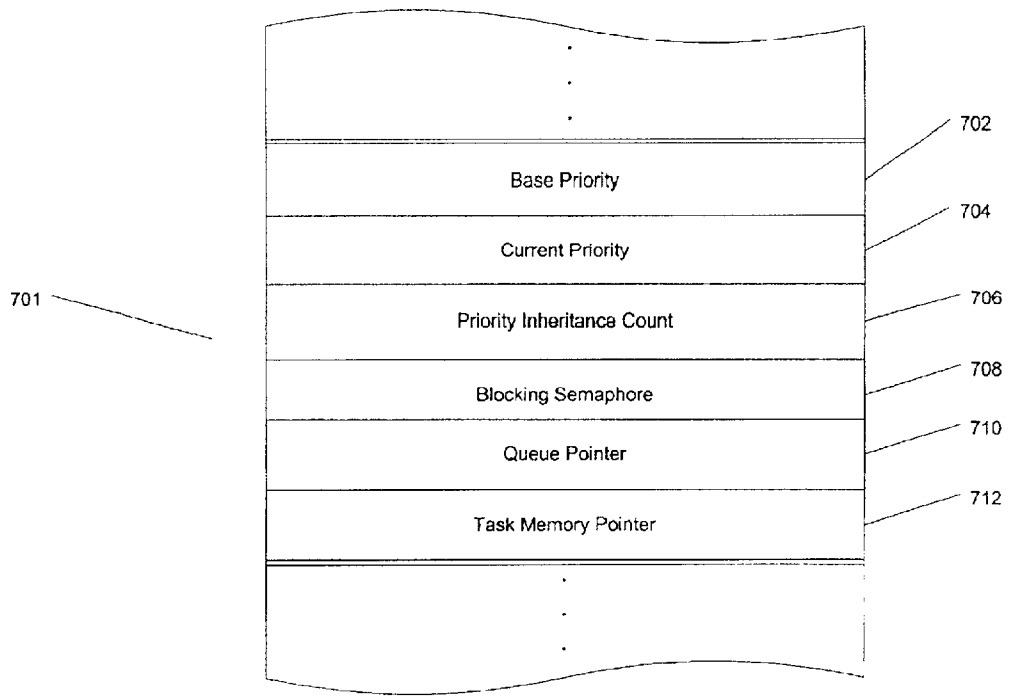 702
Base Priority
704
Current Priority
701
706
Priority Inheritance Count
708
Blocking Semaphore
710
Queue Pointer
712
Task Memory Pointer